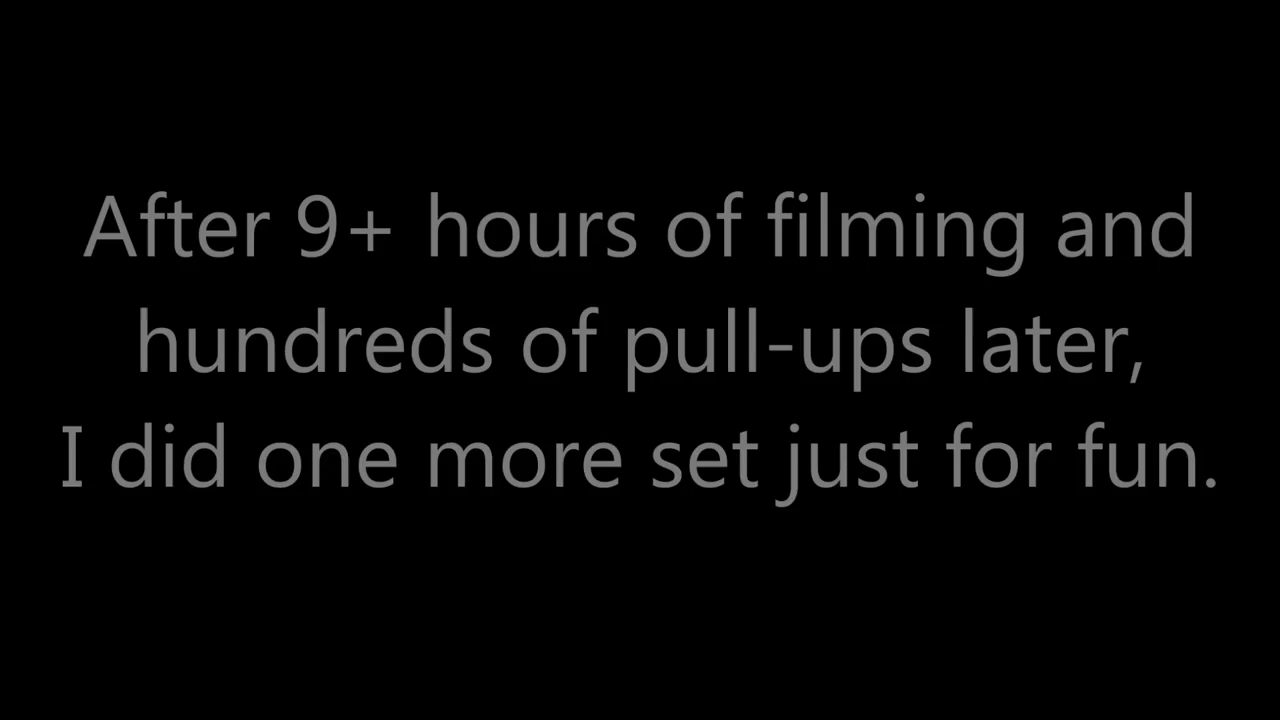 After 9+ hours of filming and
hundreds of pull-ups later,
I did one more set just for fun.